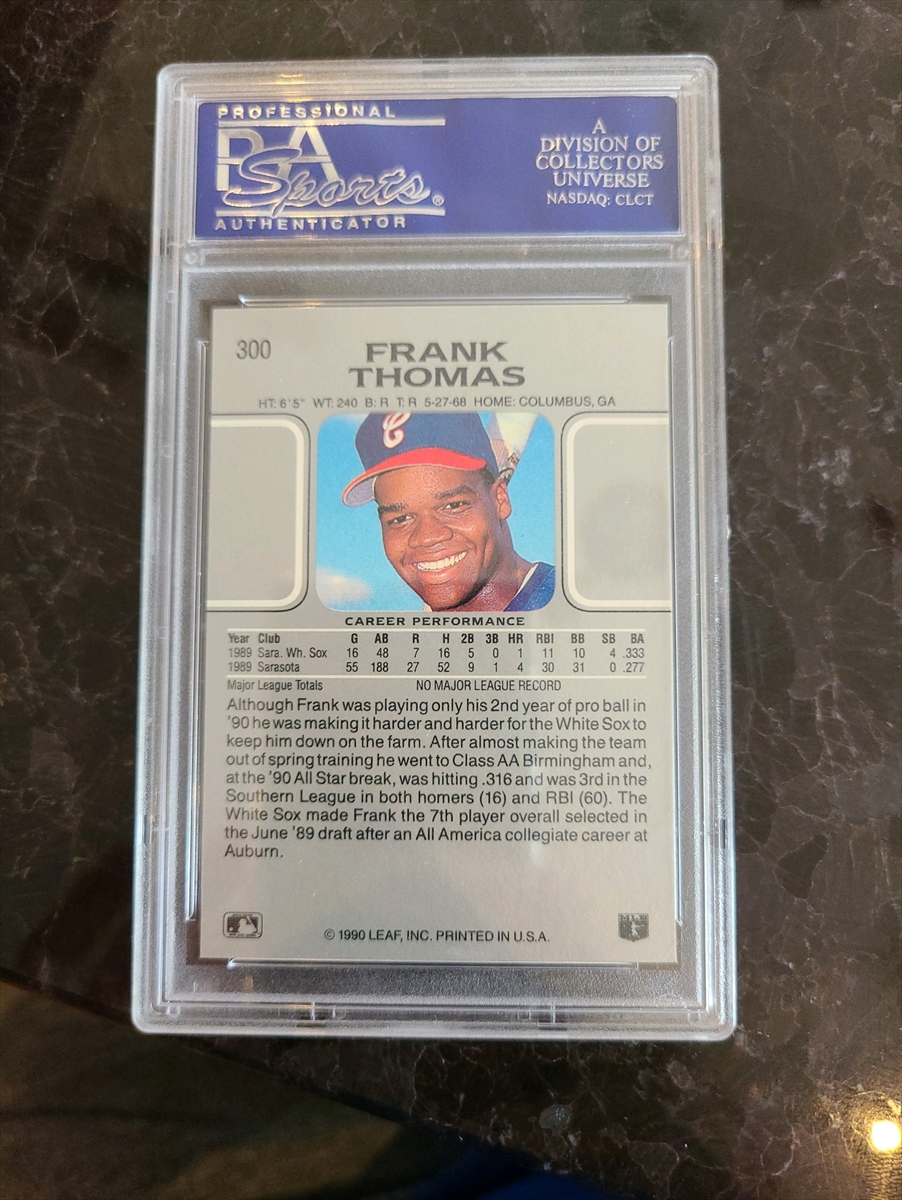 PROFESSIONAL
PSA
Sports®
AUTHENTICATOR
A
DIVISION OF
COLLECTORS
UNIVERSE
NASDAQ: CLCT
300
FRANK
THOMAS
HT: 6'5" WT: 240 B: R T: R 5-27-68 HOME: COLUMBUS, GA
C
CAREER PERFORMANCE
Year Club G AB R H 2B 3B HR RBI BB SB BA
1989 Sara. Wh. Sox 16 48 7 16 5 0 1 11 10 4 .333
1989 Sarasota 55 188 27 52 9 1 4 30 31 0 .277
Major League Totals NO MAJOR LEAGUE RECORD
Although Frank was playing only his 2nd year of pro ball in
'90 he was making it harder and harder for the White Sox to
keep him down on the farm. After almost making the team
out of spring training he went to Class AA Birmingham and,
at the '90 All Star break, was hitting .316 and was 3rd in the
Southern League in both homers (16) and RBI (60). The
White Sox made Frank the 7th player overall selected in
the June '89 draft after an All America collegiate career at
Auburn.
© 1990 LEAF, INC. PRINTED IN U.S.A.